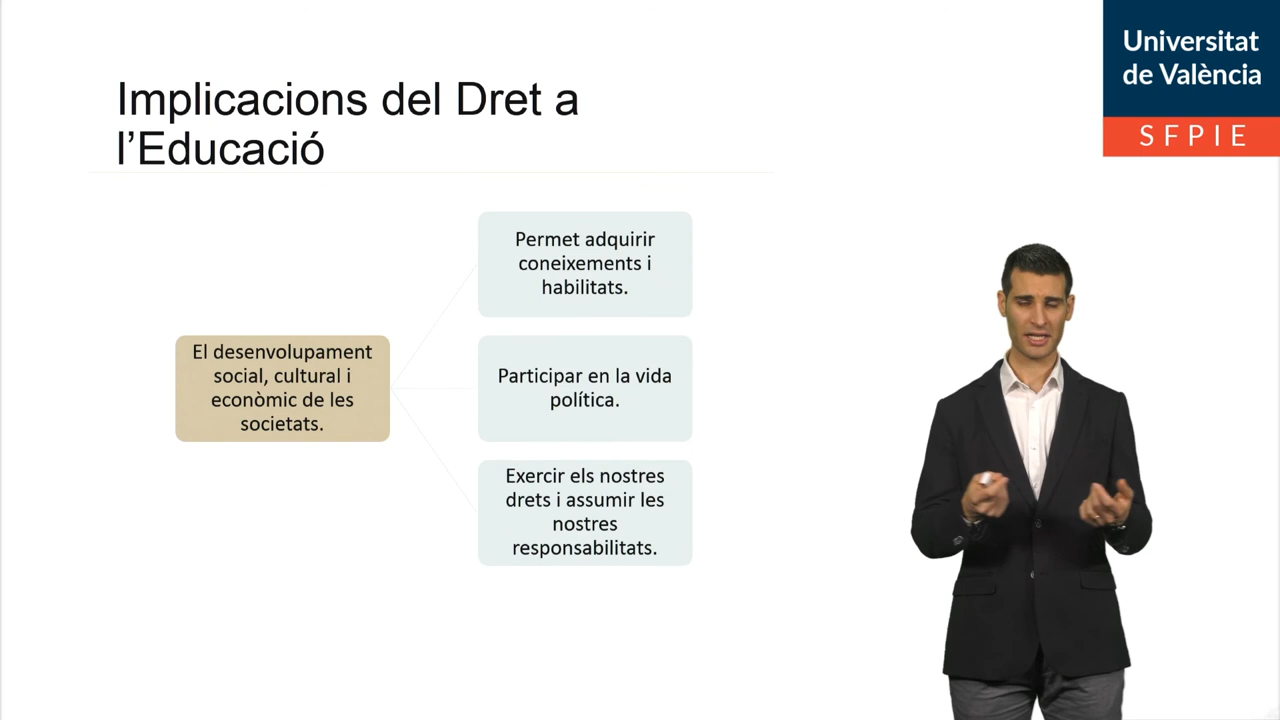 Universitat
de València
SFPIE
Implicacions del Dret a
l’Educació
El desenvolupament
social, cultural i
econòmic de les
societats.
Permet adquirir
coneixements i
habilitats.
Participar en la vida
política.
Exercir els nostres
drets i assumir les
nostres
responsabilitats.